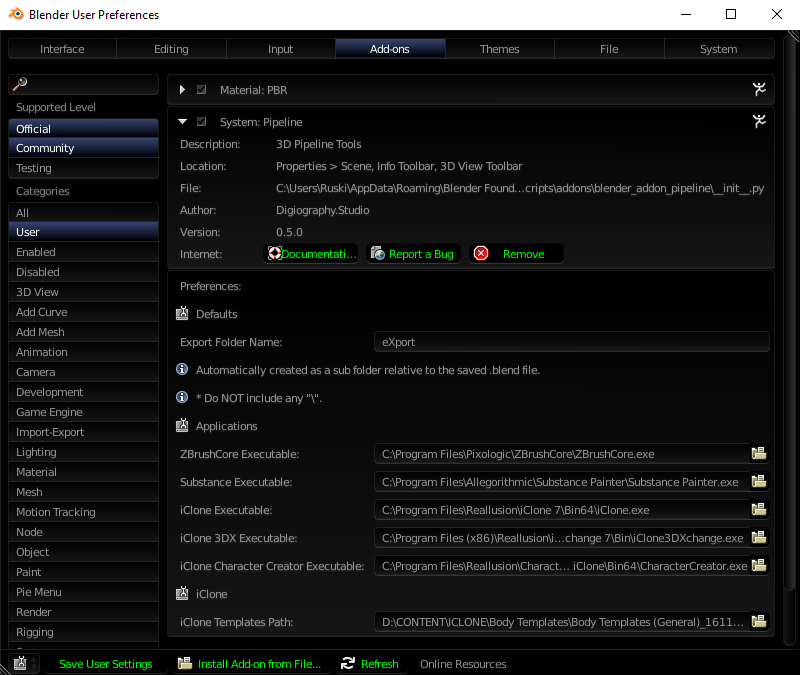 Blender User Preferences
Interface Editing Input Add-ons Themes File System
Supported Level
Official
Community
Testing
Categories
All
User
Enabled
Disabled
3D View
Add Curve
Add Mesh
Animation
Camera
Development
Game Engine
Import-Export
Lighting
Material
Mesh
Motion Tracking
Node
Object
Paint
Pie Menu
Render
Rigging
Material: PBR
System: Pipeline
Description: 3D Pipeline Tools
Location: Properties > Scene, Info Toolbar, 3D View Toolbar
File: C:\Users\Ruski\AppData\Roaming\Blender Found...cripts\addons\blender_addon_pipeline\__init__.py
Author: Digiography.Studio
Version: 0.5.0
Internet: Documentati... Report a Bug Remove
Preferences:
Defaults
Export Folder Name: eXport
Automatically created as a sub folder relative to the saved .blend file.
* Do NOT include any "\".
Applications
ZBrushCore Executable: C:\Program Files\Pixologic\ZBrushCore\ZBrushCore.exe
Substance Executable: C:\Program Files\Allegorithmic\Substance Painter\Substance Painter.exe
iClone Executable: C:\Program Files\Reallusion\iClone 7\Bin64\iClone.exe
iClone 3DX Executable: C:\Program Files (x86)\Reallusion\i...change 7\Bin\iClone3DXchange.exe
iClone Character Creator Executable: C:\Program Files\Reallusion\Charact... iClone\Bin64\CharacterCreator.exe
iClone
iClone Templates Path: D:\CONTENT\ICLONE\Body Templates\Body Templates (General)_1611...
Save User Settings Install Add-on from File... Refresh Online Resources